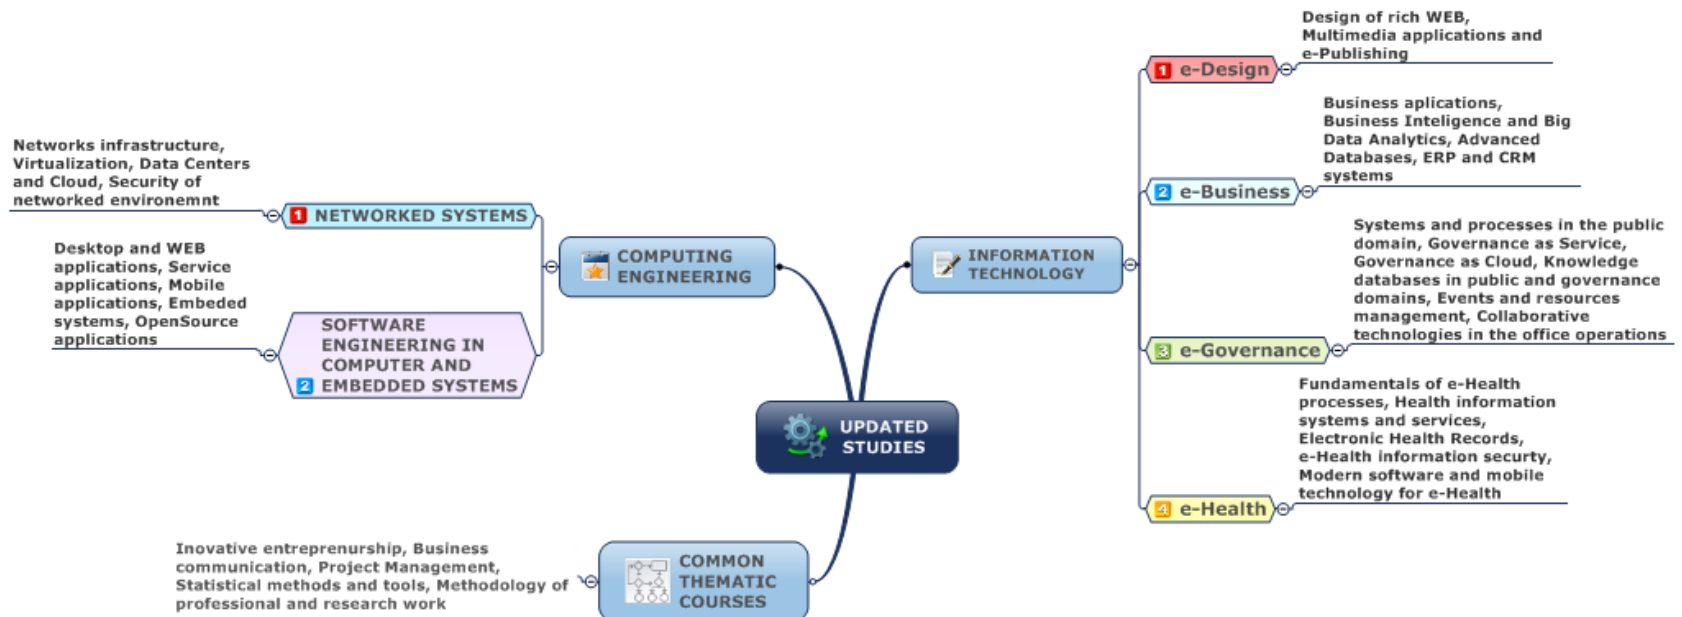 Networks infrastructure,
Virtualization, Data Centers
and Cloud, Security of
networked environemnt
1 NETWORKED SYSTEMS
Desktop and WEB
applications, Service
applications, Mobile
applications, Embeded
systems, OpenSource
applications
SOFTWARE
ENGINEERING IN
COMPUTER AND
2 EMBEDDED SYSTEMS
COMPUTING
ENGINEERING
INFORMATION
TECHNOLOGY
1 e-Design
Design of rich WEB,
Multimedia applications and
e-Publishing
2 e-Business
Business aplications,
Business Inteligence and Big
Data Analytics, Advanced
Databases, ERP and CRM
systems
3 e-Governance
Systems and processes in the public
domain, Governance as Service,
Governance as Cloud, Knowledge
databases in public and governance
domains, Events and resources
management, Collaborative
technologies in the office operations
4 e-Health
Fundamentals of e-Health
processes, Health information
systems and services,
Electronic Health Records,
e-Health information securty,
Modern software and mobile
technology for e-Health
UPDATED
STUDIES
Inovative entreprenurship, Business
communication, Project Management,
Statistical methods and tools, Methodology of
professional and research work
COMMON
THEMATIC
COURSES